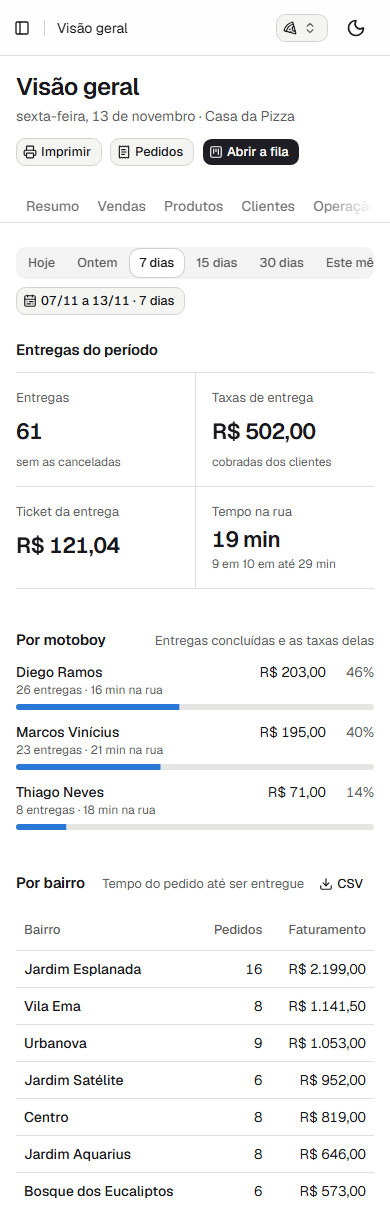 Visão geral
Visão geral
sexta-feira, 13 de novembro · Casa da Pizza
Imprimir Pedidos Abrir a fila
Resumo Vendas Produtos Clientes Operaçã
Hoje Ontem 7 dias 15 dias 30 dias Este mê
07/11 a 13/11 · 7 dias
Entregas do período
Entregas
61
sem as canceladas
Taxas de entrega
R$ 502,00
cobradas dos clientes
Ticket da entrega
R$ 121,04
Tempo na rua
19 min
9 em 10 em até 29 min
Por motoboy Entregas concluídas e as taxas delas
Diego Ramos R$ 203,00 46%
26 entregas · 16 min na rua
Marcos Vinícius R$ 195,00 40%
23 entregas · 21 min na rua
Thiago Neves R$ 71,00 14%
8 entregas · 18 min na rua
Por bairro Tempo do pedido até ser entregue CSV
Bairro Pedidos Faturamento
Jardim Esplanada 16 R$ 2.199,00
Vila Ema 8 R$ 1.141,50
Urbanova 9 R$ 1.053,00
Jardim Satélite 6 R$ 952,00
Centro 8 R$ 819,00
Jardim Aquarius 8 R$ 646,00
Bosque dos Eucaliptos 6 R$ 573,00